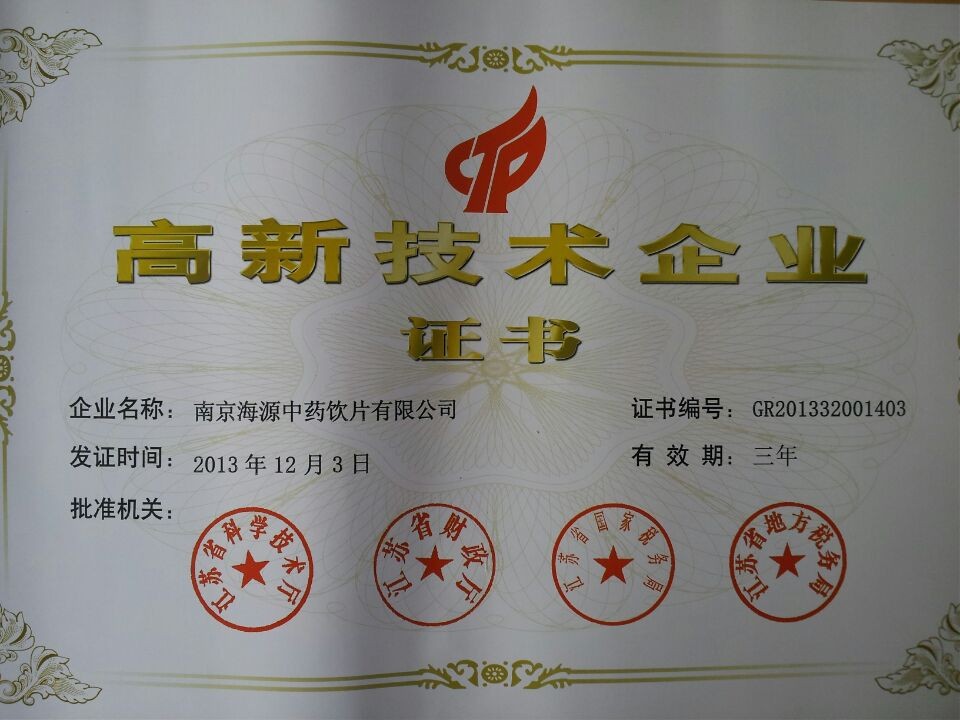 CTP
高新技术企业
证书
企业名称：南京海源中药饮片有限公司
证书编号：GR201332001403
发证时间：2013年12月3日
有效期：三年
批准机关：
江苏省科学技术厅
江苏省财政厅
江苏省国家税务局
江苏省地方税务局